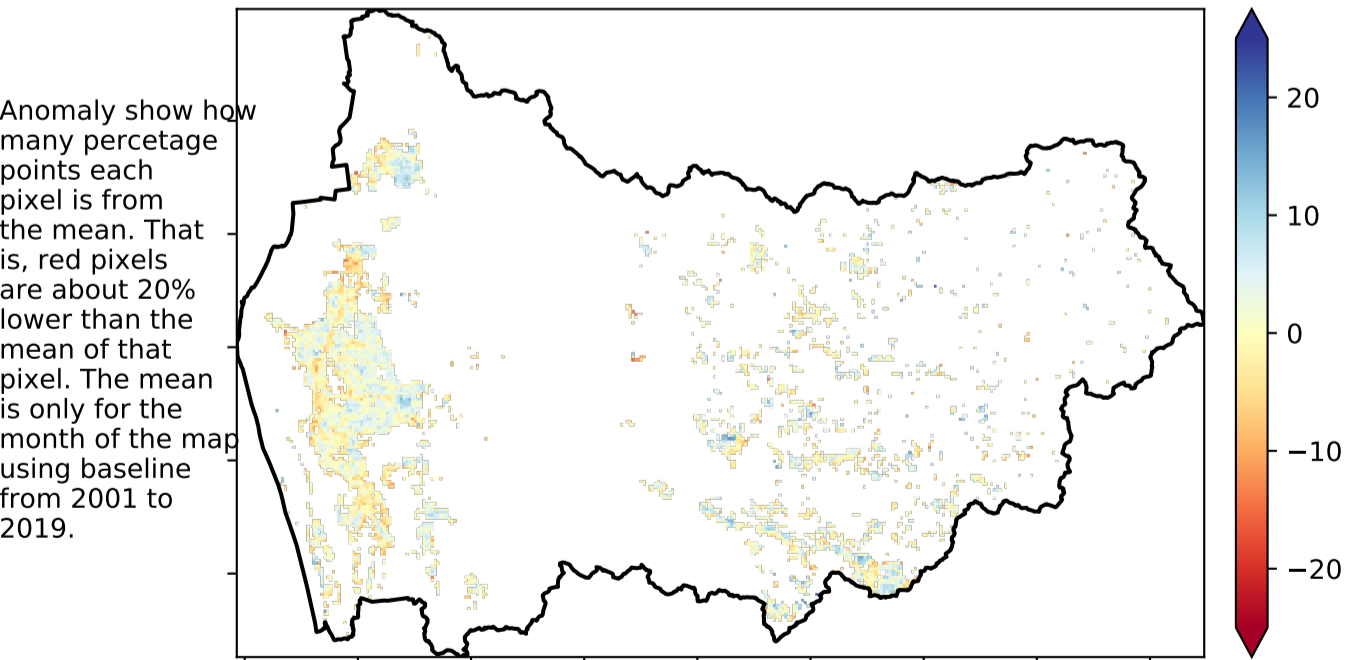 Anomaly show how
many percetage
points each
pixel is from
the mean. That
is, red pixels
are about 20%
lower than the
mean of that
pixel. The mean
is only for the
month of the map
using baseline
from 2001 to
2019.
20
10
0
−10
−20